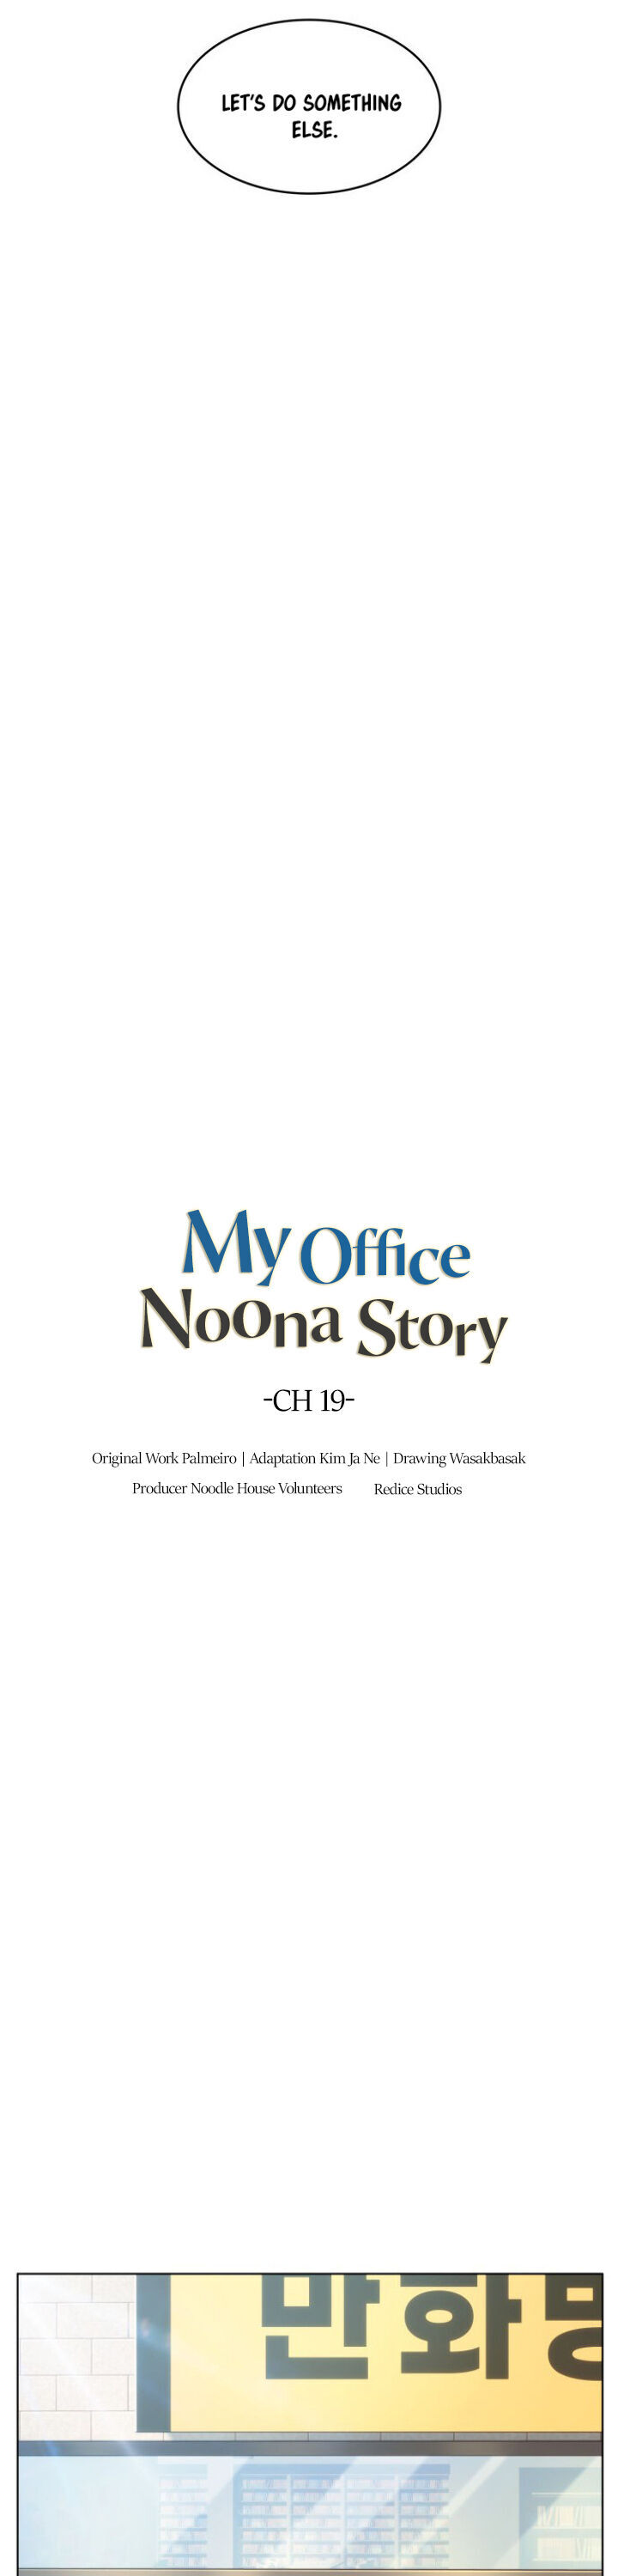 LET'S DO SOMETHING
ELSE.
My Office
Noona Story
-CH 19-
Original Work Palmeiro | Adaptation Kim Ja Ne | Drawing Wasakbasak
Producer Noodle House Volunteers Redice Studios
만화방